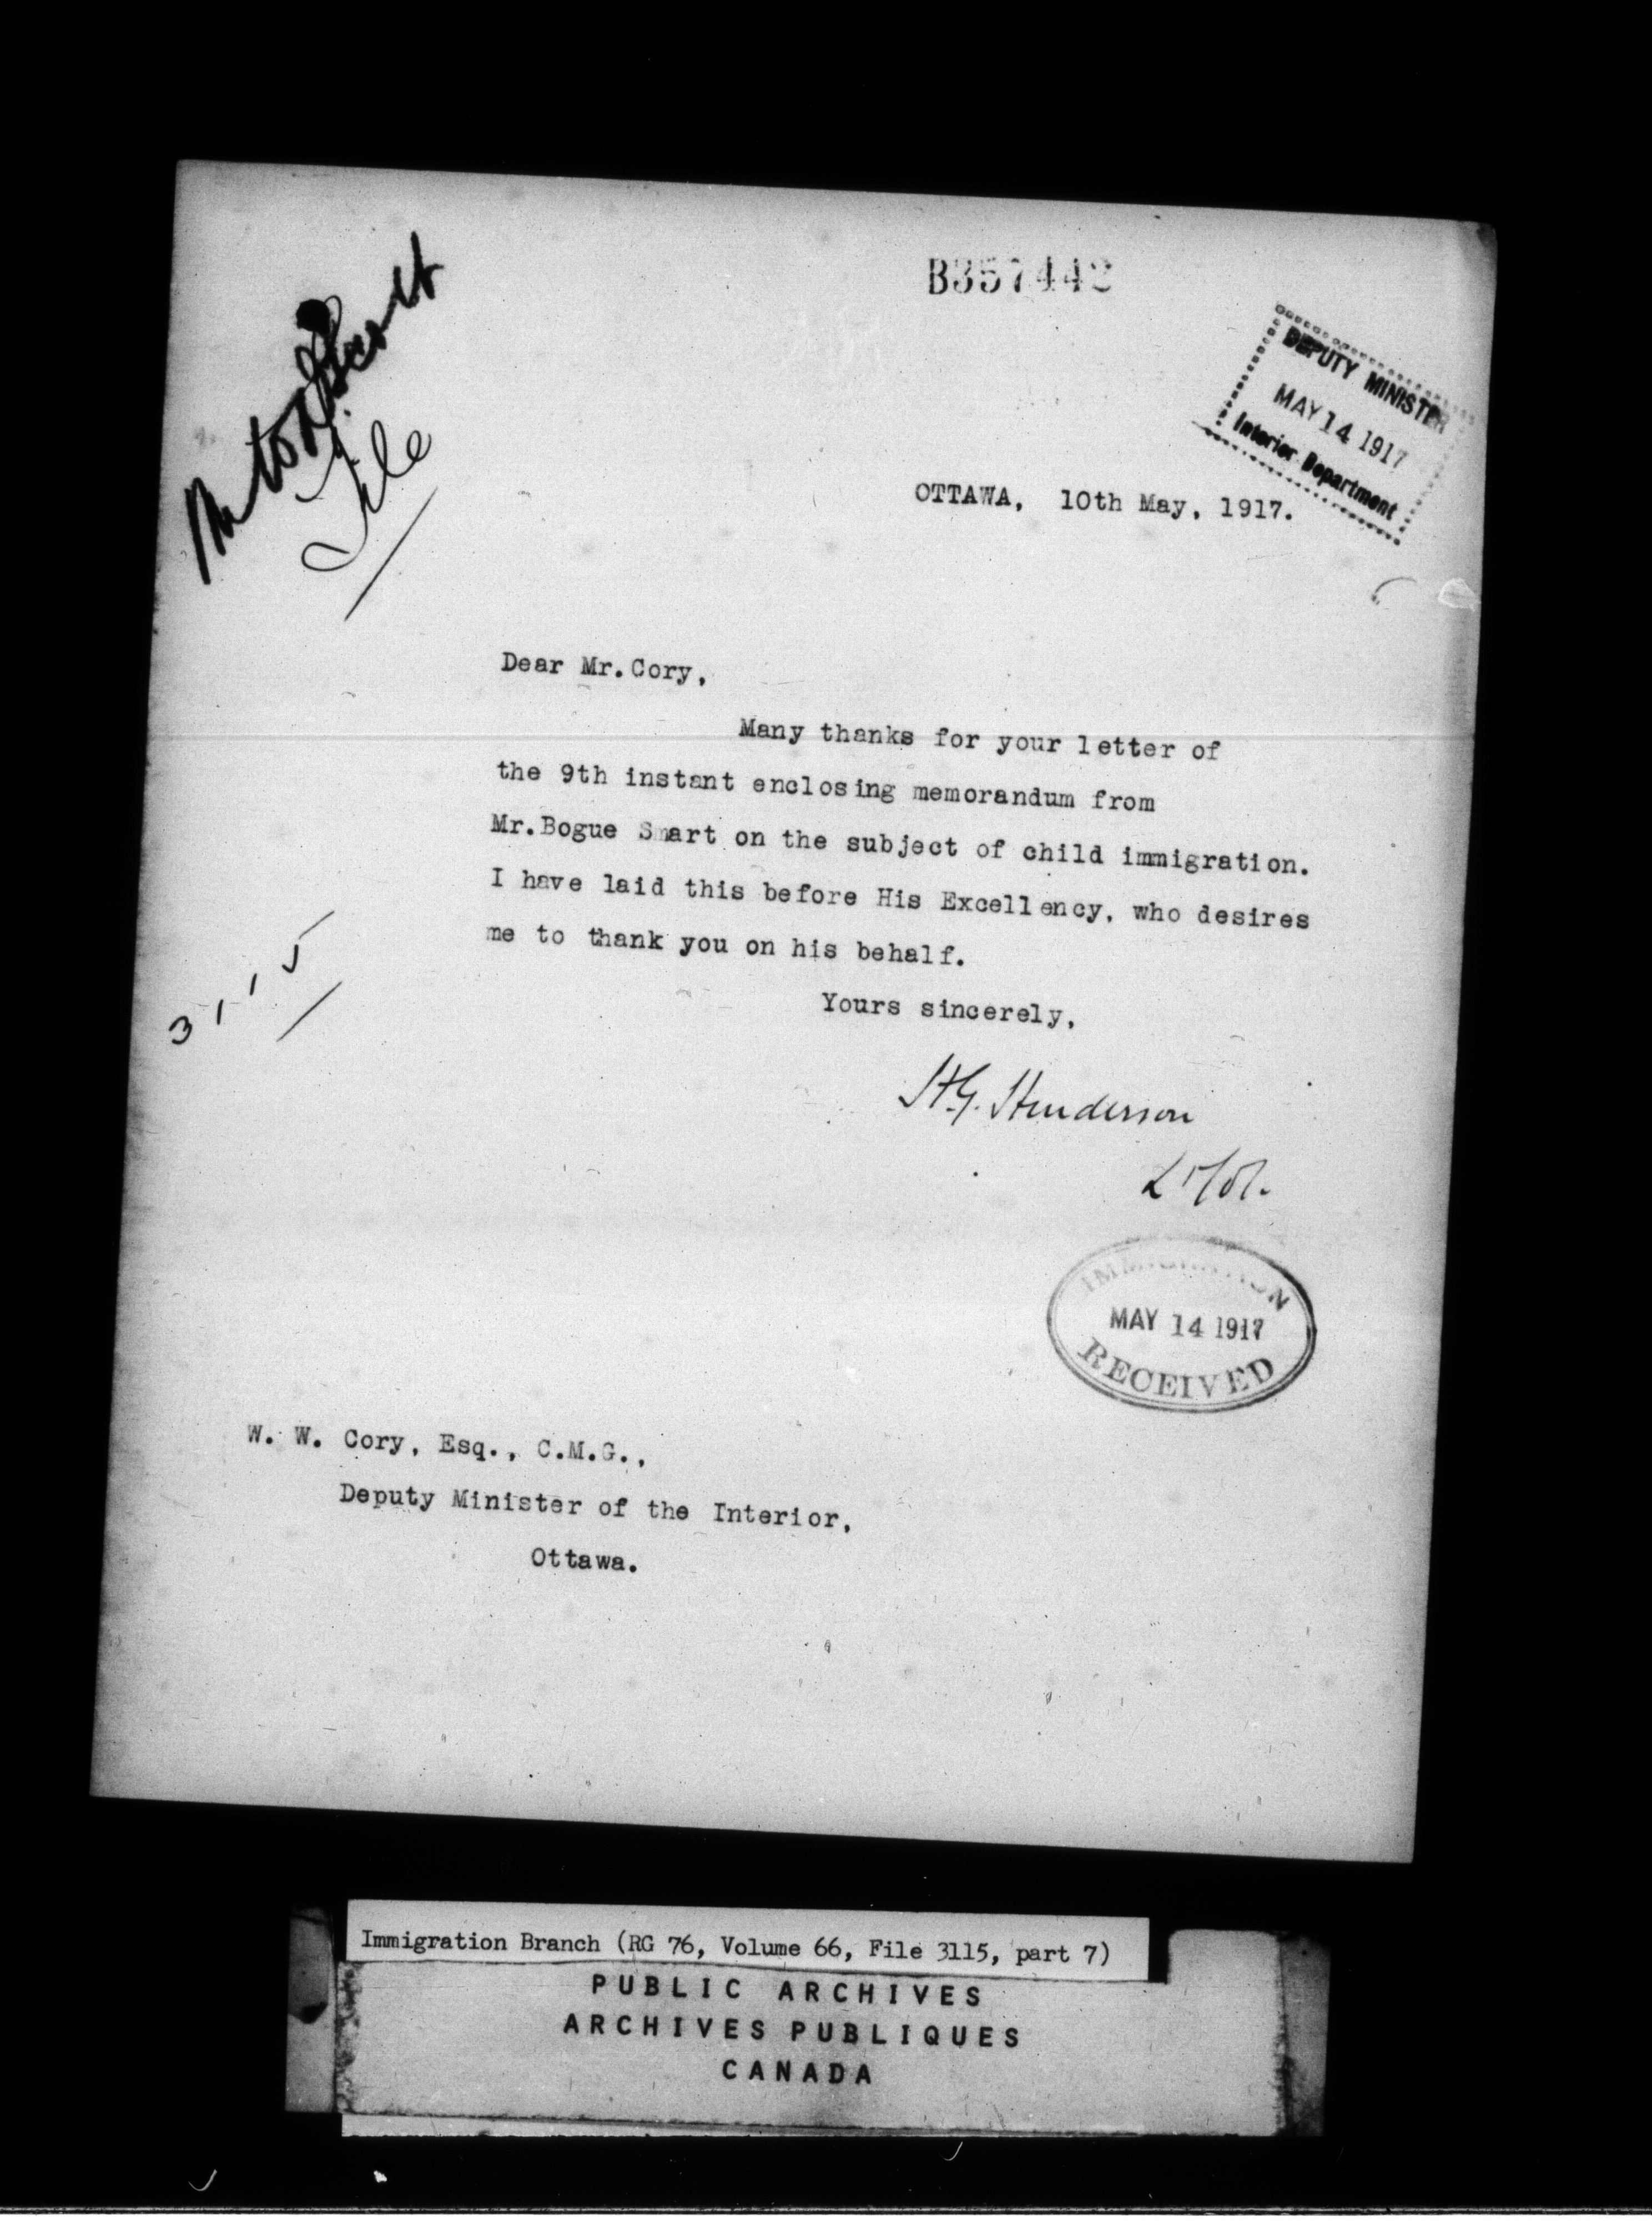 B357442
DEPUTY MINISTER
MAY 14 1917
Interior Department
File
OTTAWA, 10th May, 1917.
Dear Mr. Cory,
Many thanks for your letter of
the 9th instant enclosing memorandum from
Mr. Bogue Smart on the subject of child immigration.
I have laid this before His Excellency, who desires
me to thank you on his behalf.
3115
Yours sincerely,
H.G. Henderson
IMMIGRATION
MAY 14 1917
RECEIVED
W. W. Cory, Esq., C.M.G.,
Deputy Minister of the Interior,
Ottawa.
Immigration Branch (RG 76, Volume 66, File 3115, part 7)
PUBLIC ARCHIVES
ARCHIVES PUBLIQUES
CANADA